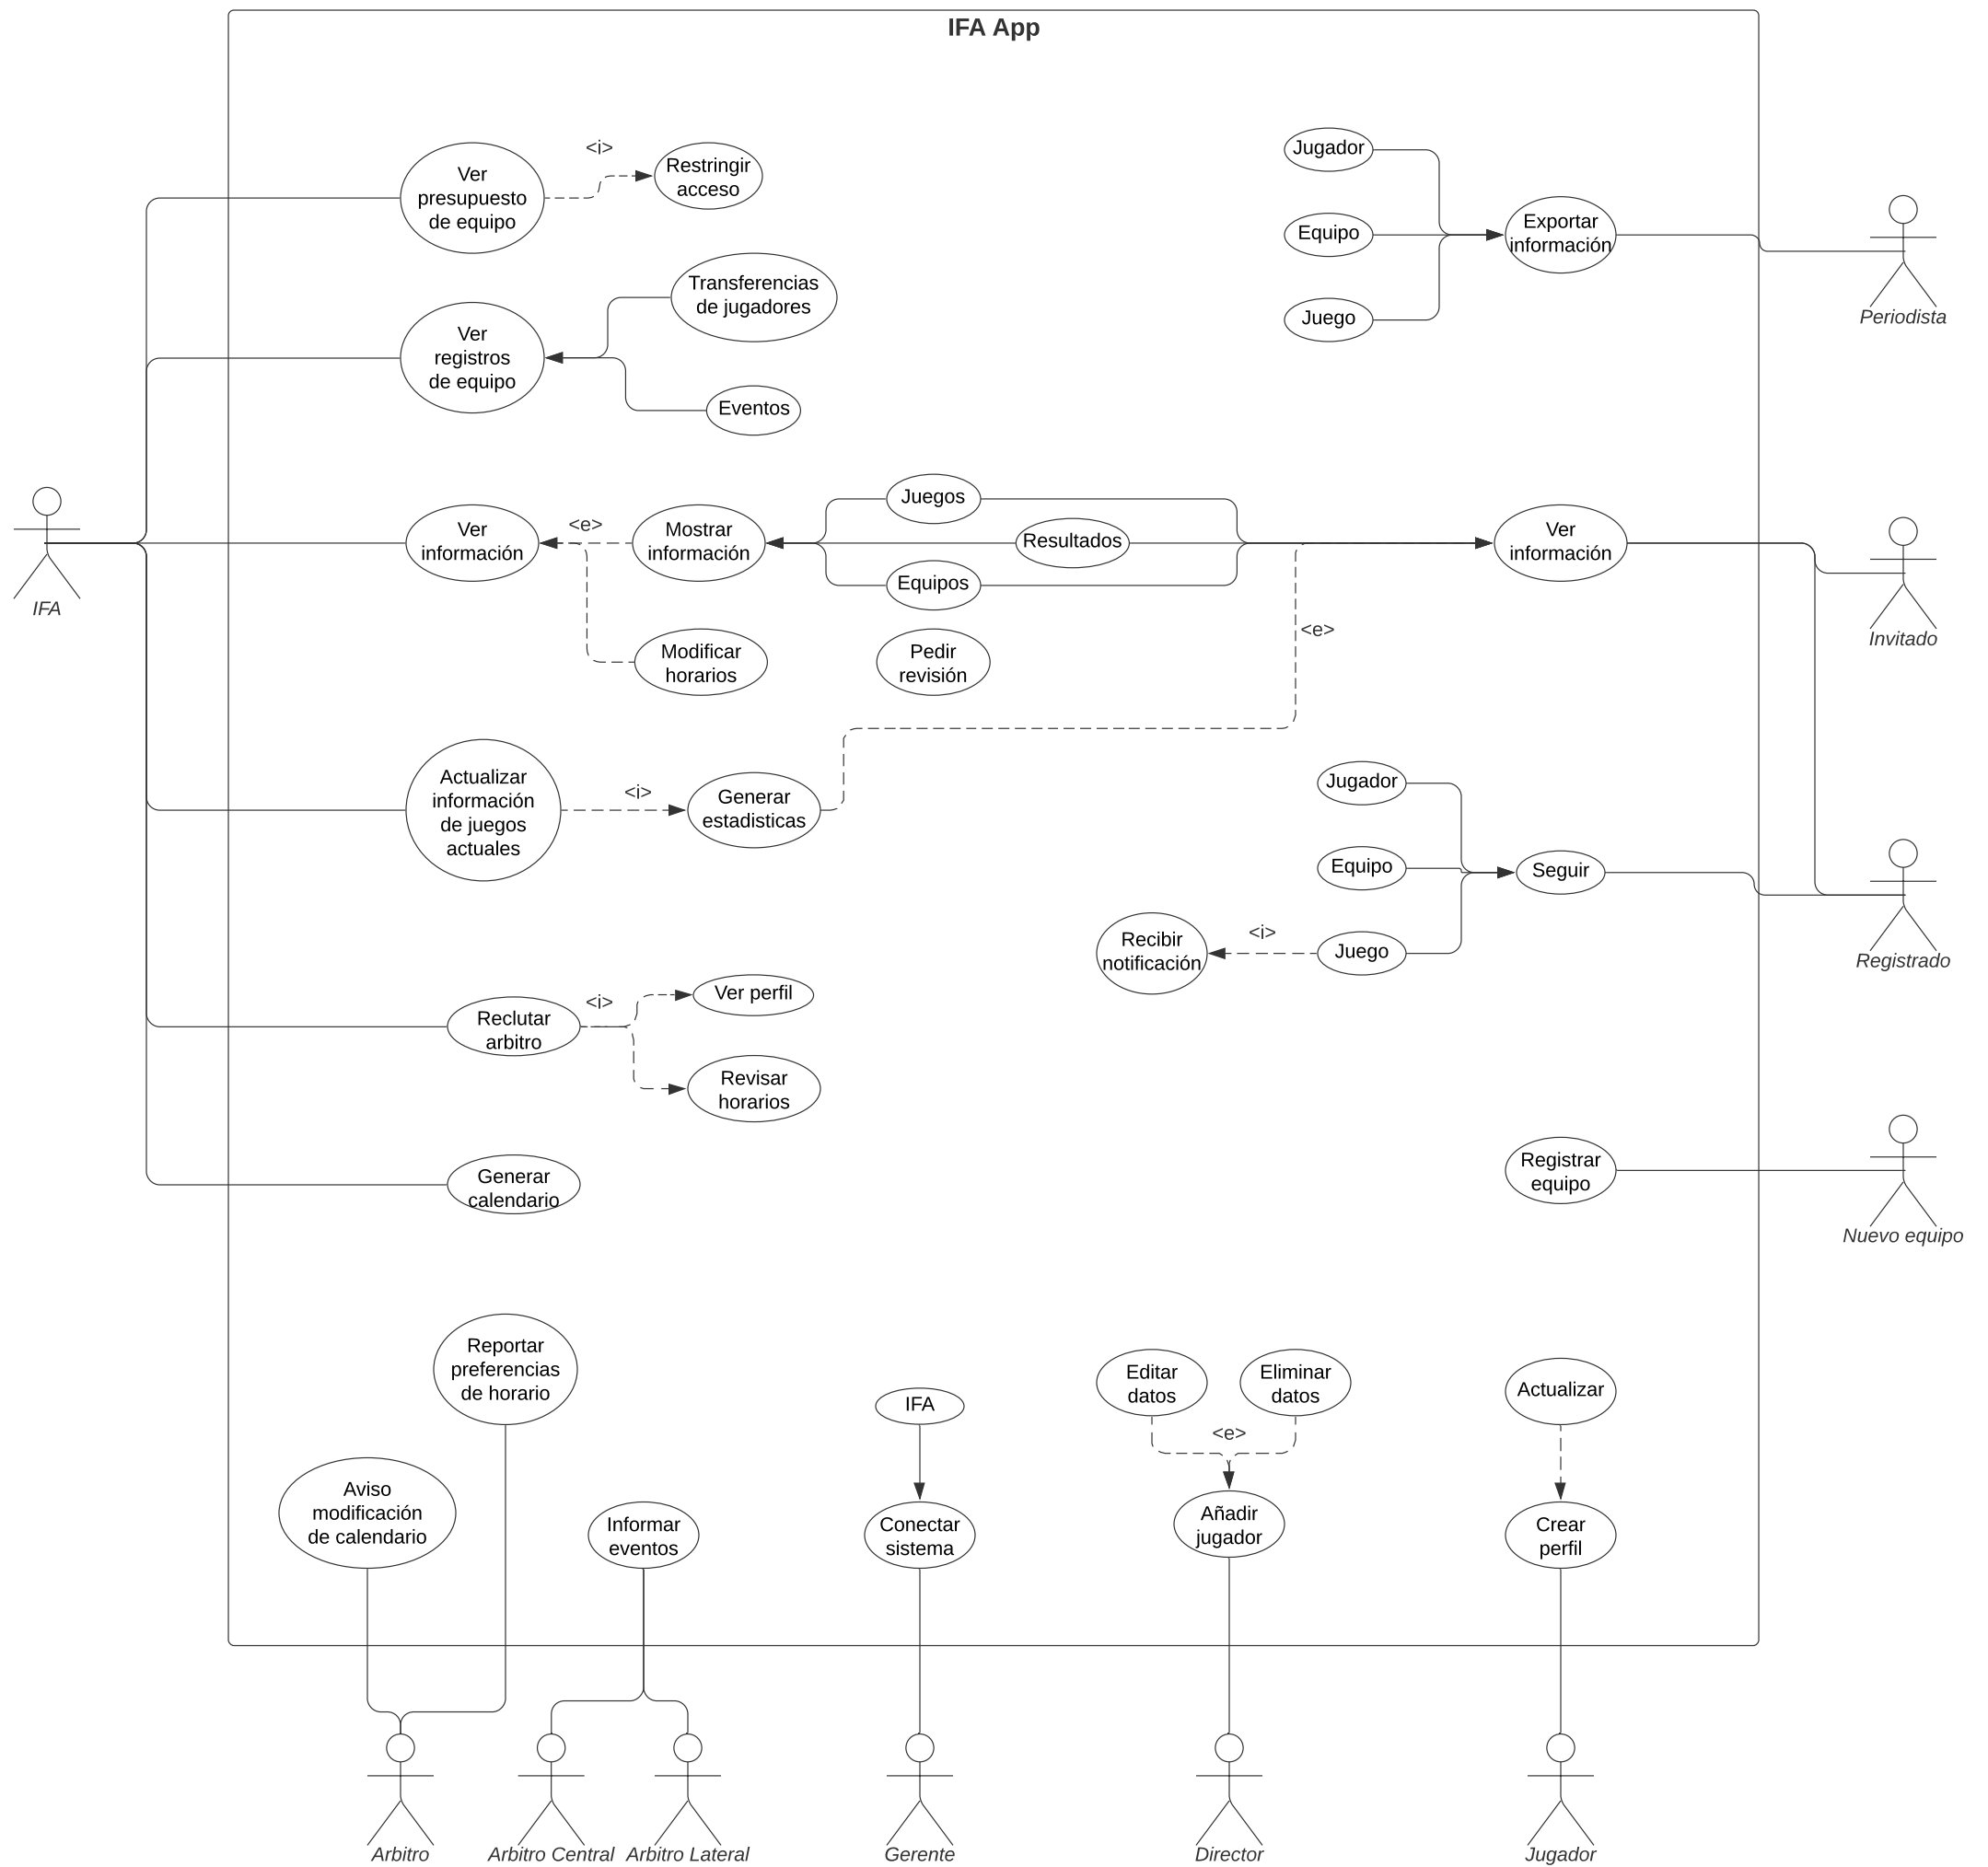 IFA App
<i>
Ver
presupuesto
de equipo
Restringir
acceso
Jugador
Equipo
Juego
Exportar
información
Periodista
Ver
registros
de equipo
Transferencias
de jugadores
Eventos
IFA
Ver
información
<e>
Mostrar
información
Juegos
Resultados
Equipos
Ver
información
Invitado
Modificar
horarios
Pedir
revisión
<e>
Actualizar
información
de juegos
actuales
<i>
Generar
estadisticas
Jugador
Equipo
Juego
Seguir
Registrado
Recibir
notificación
<i>
Reclutar
arbitro
<i>
Ver perfil
Revisar
horarios
Generar
calendario
Registrar
equipo
Nuevo equipo
Reportar
preferencias
de horario
Aviso
modificación
de calendario
Informar
eventos
IFA
Conectar
sistema
Editar
datos
Eliminar
datos
<e>
Añadir
jugador
Actualizar
Crear
perfil
Arbitro
Arbitro Central
Arbitro Lateral
Gerente
Director
Jugador